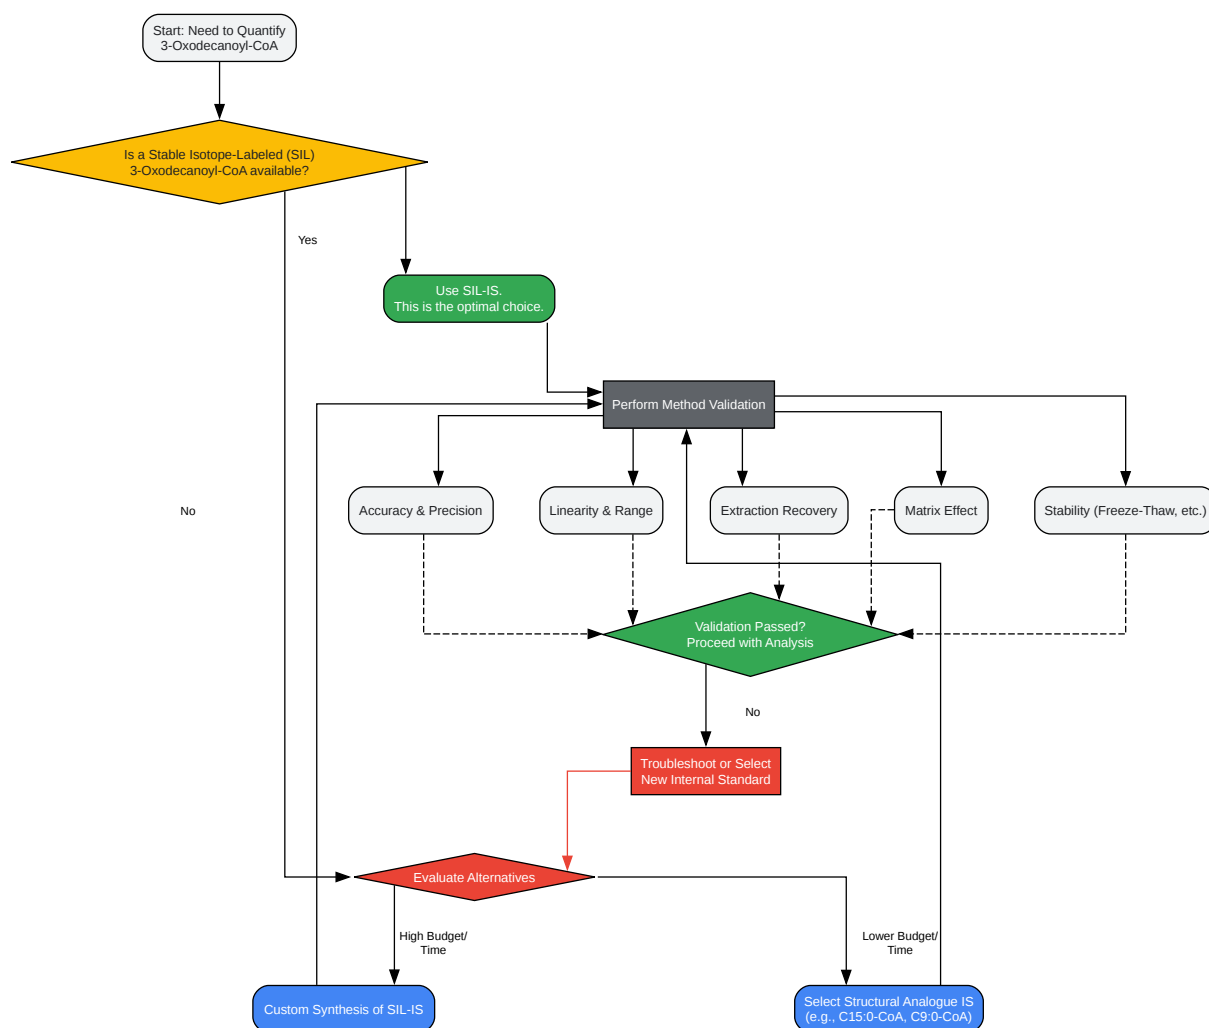 Start: Need to Quantify
3-Oxodecanoyl-CoA
Is a Stable Isotope-Labeled (SIL)
3-Oxodecanoyl-CoA available?
Yes
Use SIL-IS.
This is the optimal choice.
Perform Method Validation
No
Accuracy & Precision
Linearity & Range
Extraction Recovery
Matrix Effect
Stability (Freeze-Thaw, etc.)
Validation Passed?
Proceed with Analysis
No
Troubleshoot or Select
New Internal Standard
Evaluate Alternatives
High Budget/
Time
Lower Budget/
Time
Custom Synthesis of SIL-IS
Select Structural Analogue IS
(e.g., C15:0-CoA, C9:0-CoA)